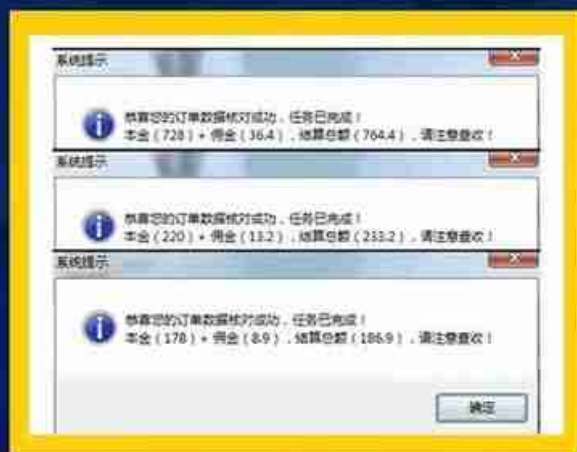 系统提示
恭喜您的订单数据核对成功，任务已完成！
本金（728）+ 佣金（36.4），结算总额（764.4），请注意查收！
系统提示
恭喜您的订单数据核对成功，任务已完成！
本金（220）+ 佣金（13.2），结算总额（233.2），请注意查收！
系统提示
恭喜您的订单数据核对成功，任务已完成！
本金（178）+ 佣金（8.9），结算总额（186.9），请注意查收！
确定